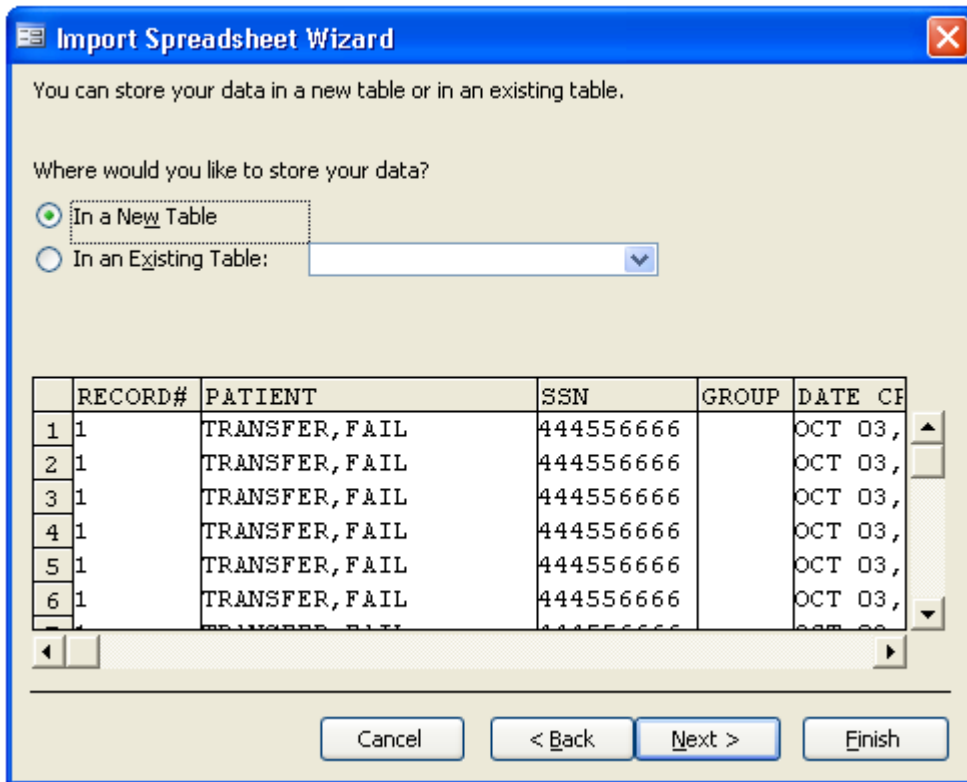 Import Spreadsheet Wizard
You can store your data in a new table or in an existing table.
Where would you like to store your data?
In a New Table
In an Existing Table:
RECORD# PATIENT SSN GROUP DATE
1 1 TRANSFER,FAIL 444556666 OCT 03,
2 1 TRANSFER,FAIL 444556666 OCT 03,
3 1 TRANSFER,FAIL 444556666 OCT 03,
4 1 TRANSFER,FAIL 444556666 OCT 03,
5 1 TRANSFER,FAIL 444556666 OCT 03,
6 1 TRANSFER,FAIL 444556666 OCT 03,
Cancel < Back Next > Finish